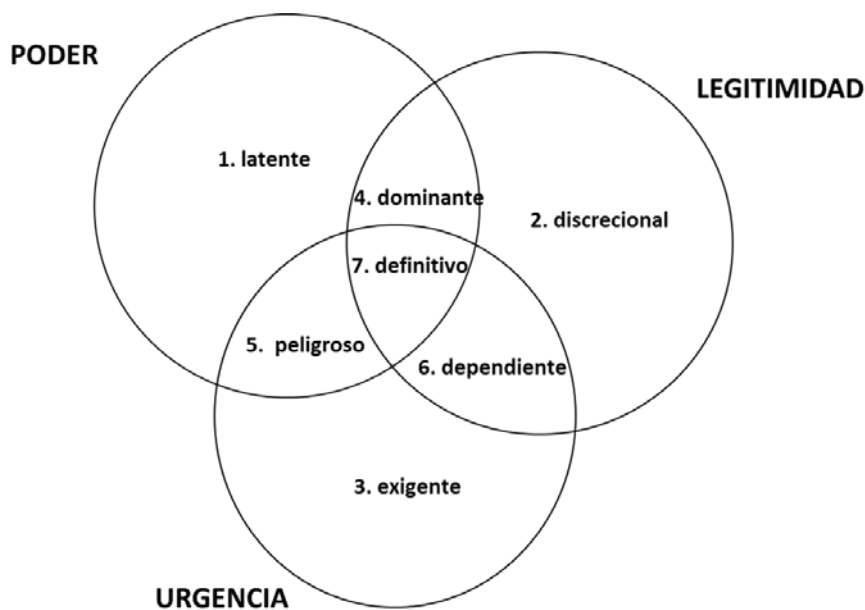 PODER
LEGITIMIDAD
1. latente
4. dominante
2. discrecional
7. definitivo
5. peligroso
6. dependiente
3. exigente
URGENCIA